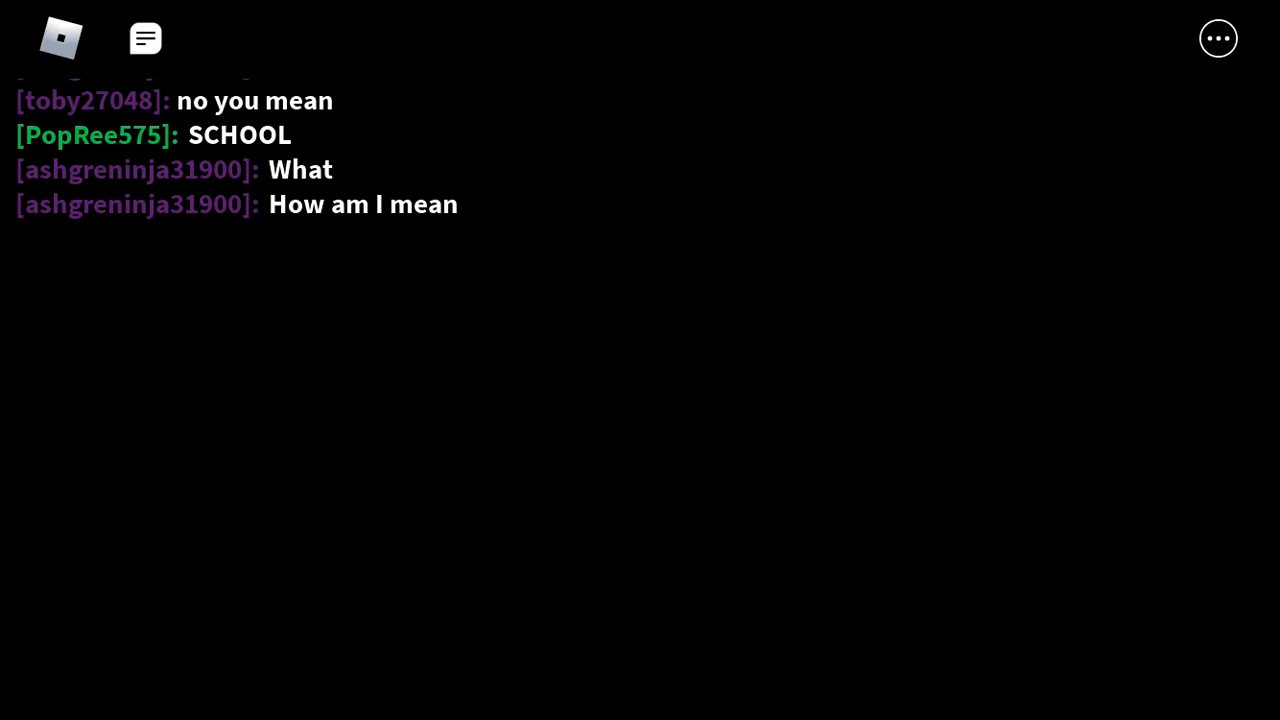 [toby27048]: no you mean
[PopRee575]: SCHOOL
[ashgreninja31900]: What
[ashgreninja31900]: How am I mean